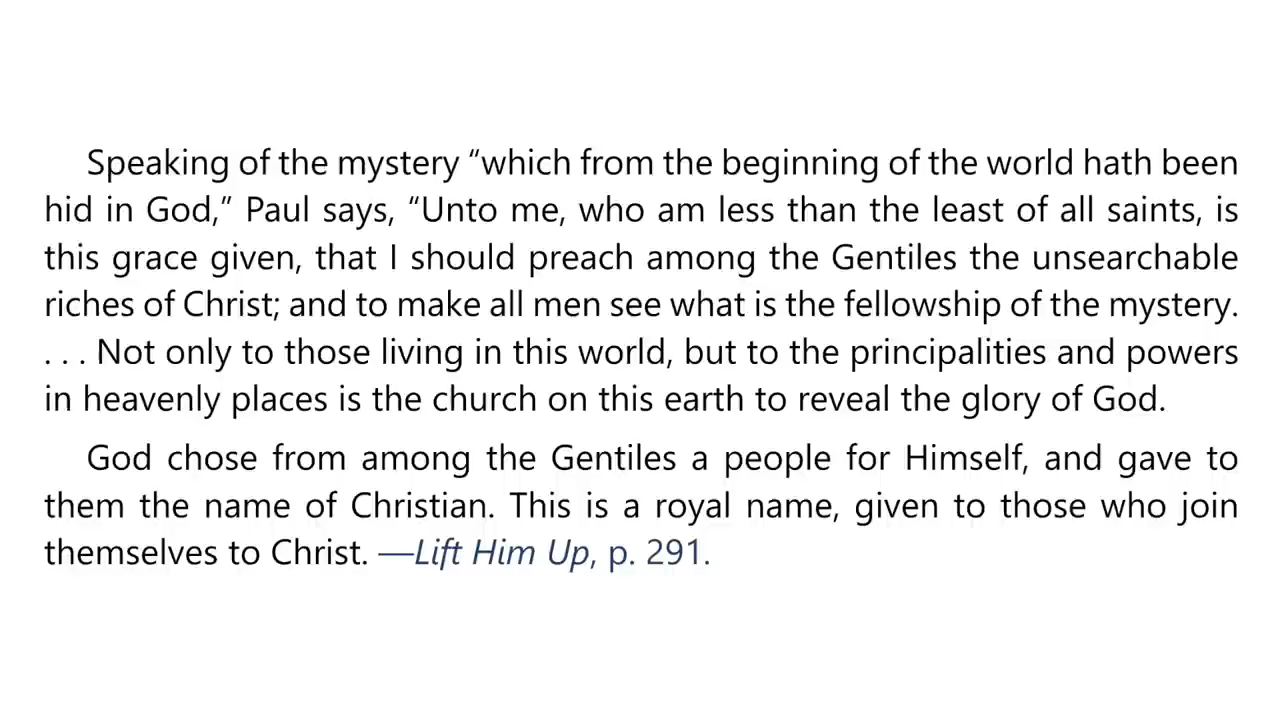 Speaking of the mystery “which from the beginning of the world hath been
hid in God,” Paul says, “Unto me, who am less than the least of all saints, is
this grace given, that I should preach among the Gentiles the unsearchable
riches of Christ; and to make all men see what is the fellowship of the mystery.
. . . Not only to those living in this world, but to the principalities and powers
in heavenly places is the church on this earth to reveal the glory of God.
God chose from among the Gentiles a people for Himself, and gave to
them the name of Christian. This is a royal name, given to those who join
themselves to Christ. —Lift Him Up, p. 291.